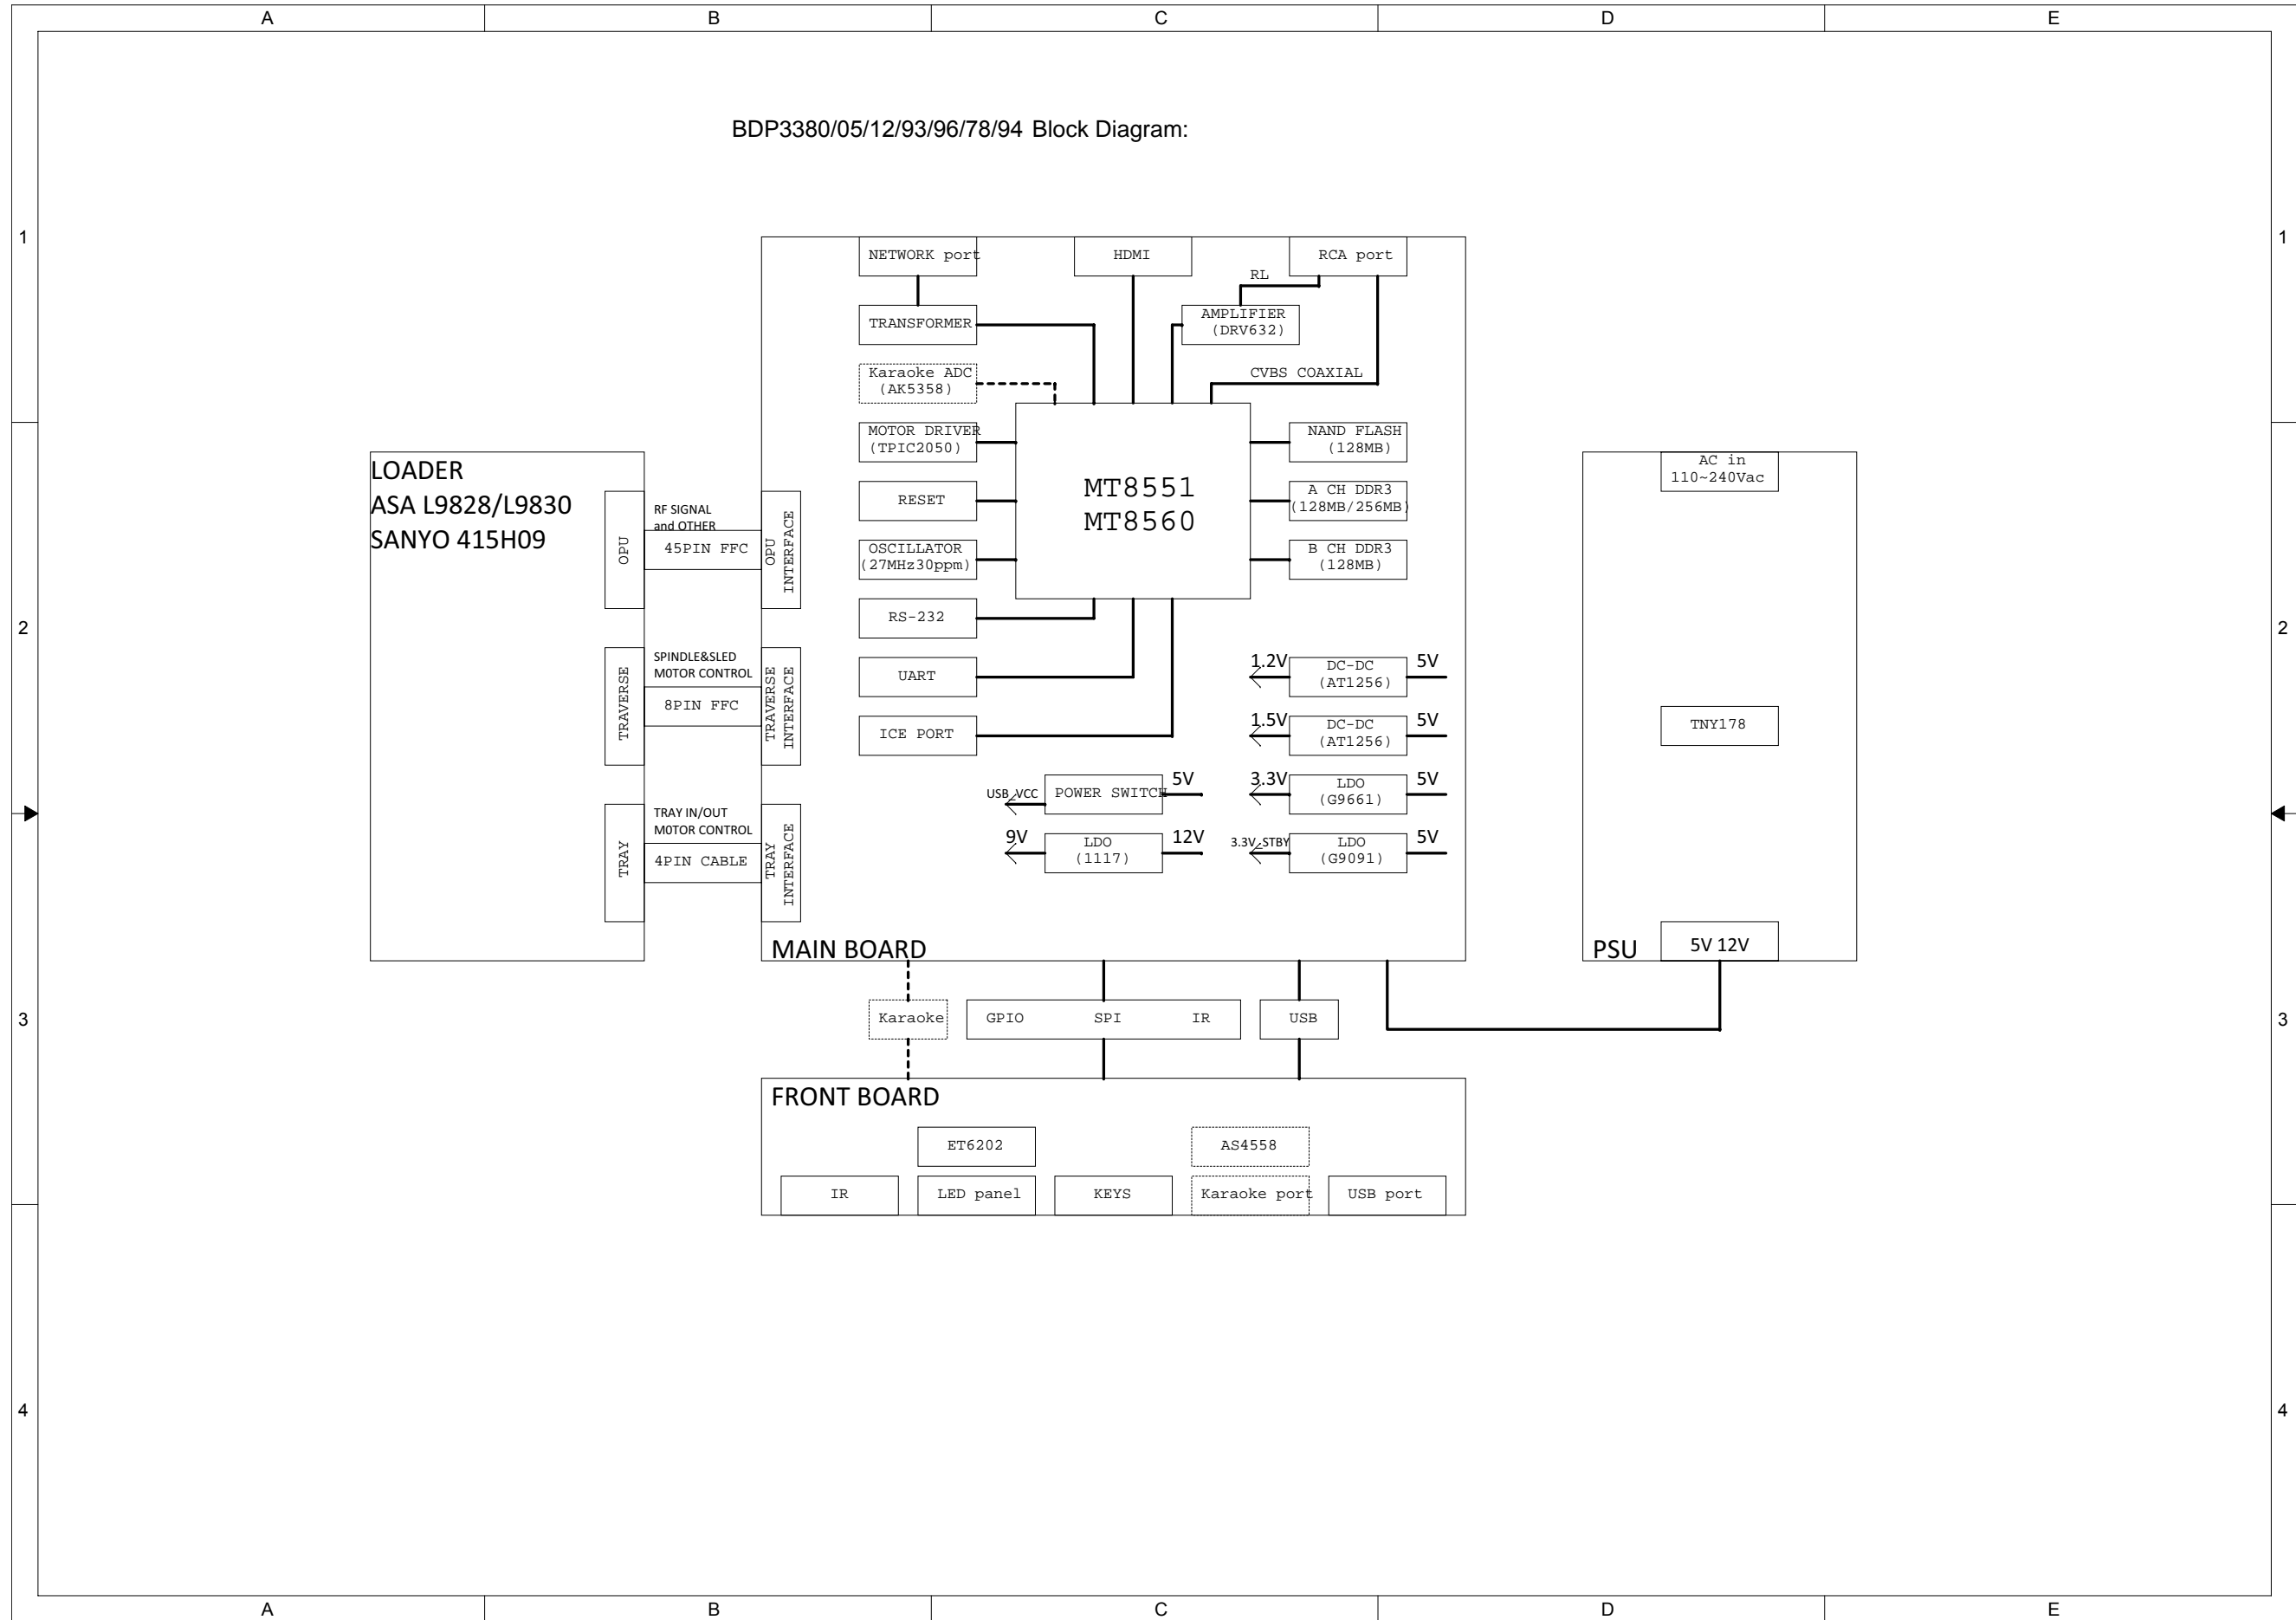 A B C D E
BDP3380/05/12/93/96/78/94 Block Diagram:
1 1
NETWORK port
HDMI
RCA port
RL
TRANSFORMER
AMPLIFIER
(DRV632)
Karaoke ADC
(AK5358)
CVBS COAXIAL
MOTOR DRIVER
(TPIC2050)
NAND FLASH
(128MB)
RESET
MT8551
MT8560
A CH DDR3
(128MB/256MB)
OSCILLATOR
(27MHz30ppm)
B CH DDR3
(128MB)
LOADER
ASA L9828/L9830
SANYO 415H09
OPU
RF SIGNAL
and OTHER
45PIN FFC
OPU
INTERFACE
AC in
110~240Vac
2 2
RS-232
UART
ICE PORT
TRAVERSE
SPINDLE&SLED
M0TOR CONTROL
8PIN FFC
TRAVERSE
INTERFACE
1.2V
DC-DC
(AT1256)
5V
1.5V
DC-DC
(AT1256)
5V
TNY178
USB_VCC
POWER SWITCH
5V
3.3V
LDO
(G9661)
5V
TRAY
TRAY IN/OUT
M0TOR CONTROL
4PIN CABLE
TRAY
INTERFACE
9V
LDO
(1117)
12V
3.3V_STBY
LDO
(G9091)
5V
MAIN BOARD
PSU
5V 12V
3 3
Karaoke
GPIO SPI IR
USB
FRONT BOARD
ET6202
AS4558
IR
LED panel
KEYS
Karaoke port
USB port
4 4
A B C D E